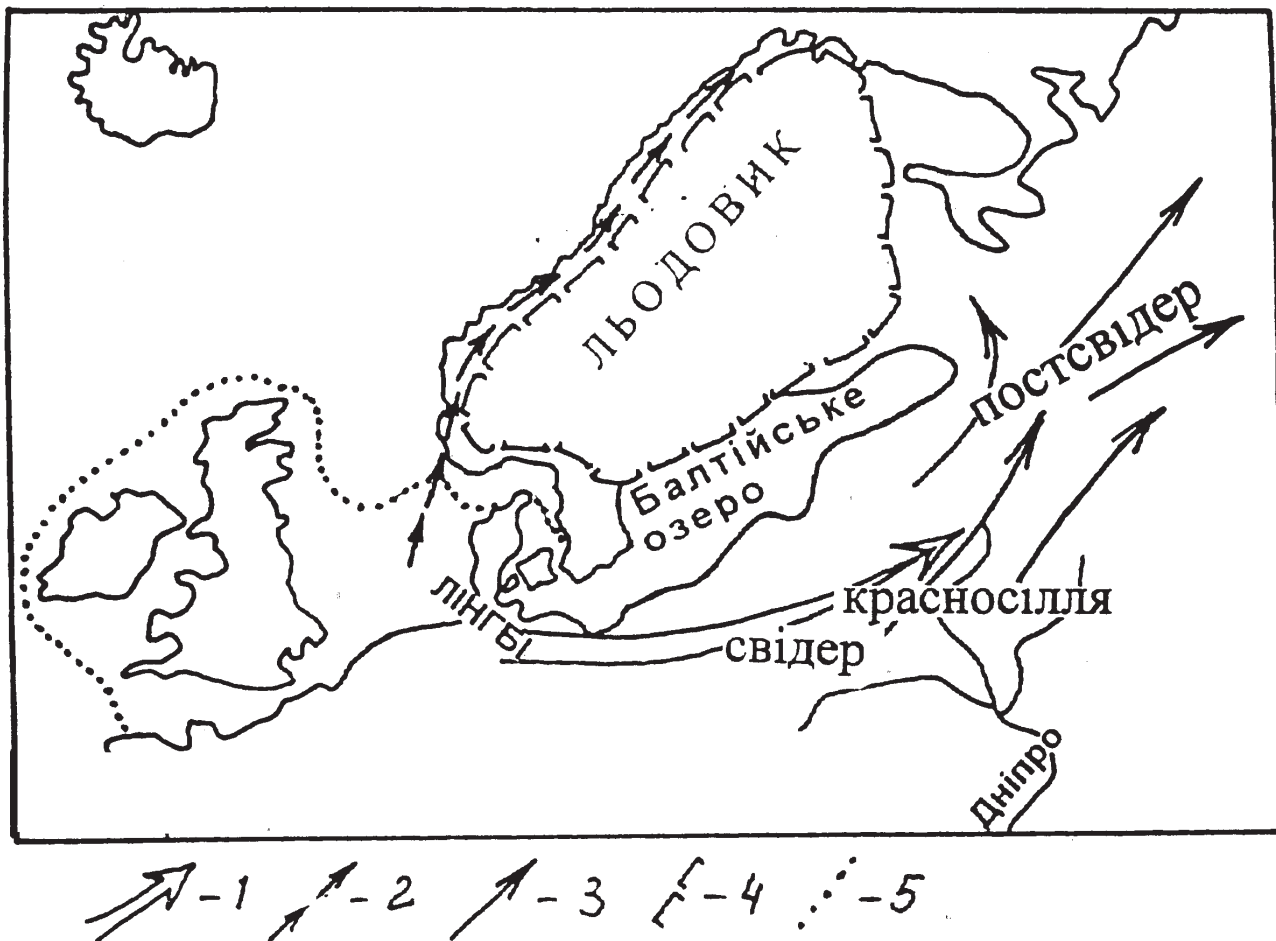 ЛЬОДОВИК
постсвідер
Балтійське
озеро
ЛІНГБІ
красносілля
свідер
Дніпро
-1 -2 -3 -4 -5